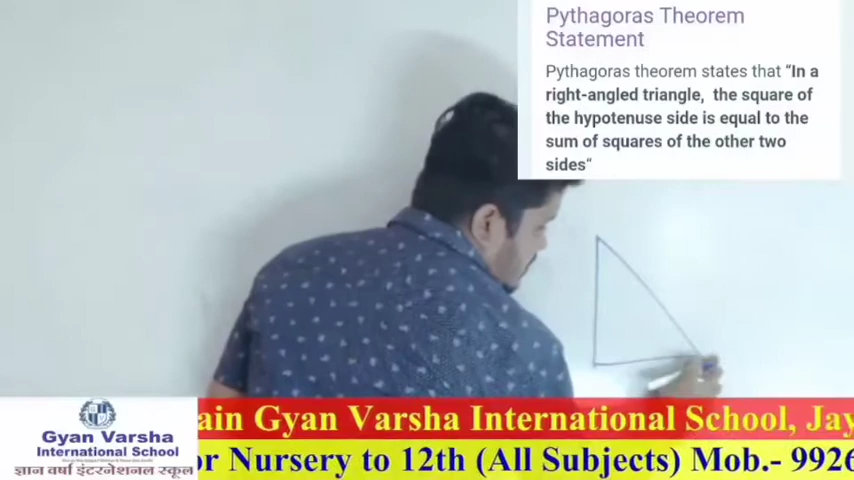 Pythagoras Theorem
Statement
Pythagoras theorem states that “In a
right-angled triangle, the square of
the hypotenuse side is equal to the
sum of squares of the other two
sides“
ain Gyan Varsha International School, Jay
Gyan Varsha
International School
ज्ञान वर्षा इंटरनेशनल स्कूल
or Nursery to 12th (All Subjects) Mob.- 9926